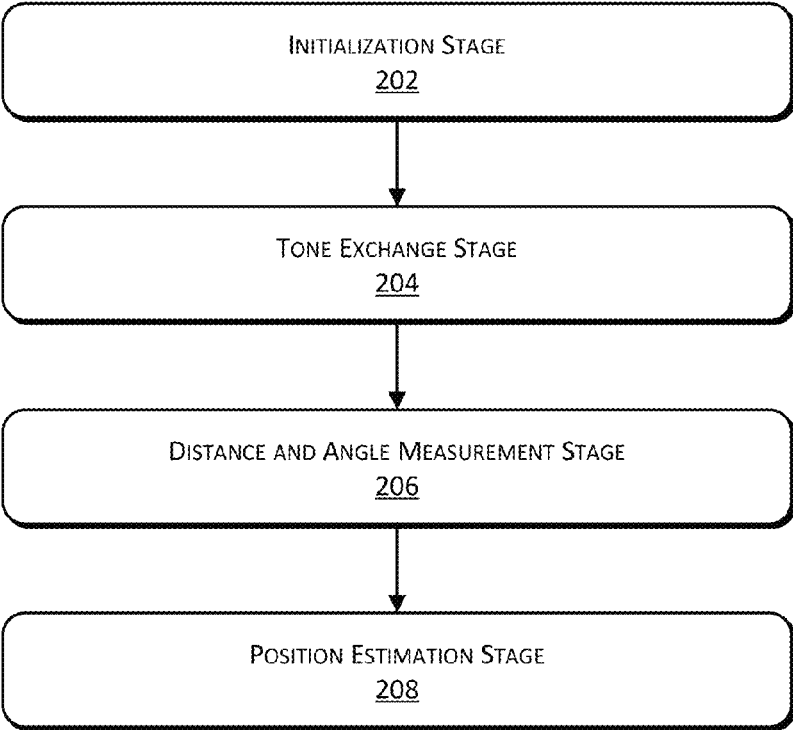 Initialization Stage
202
Tone Exchange Stage
204
Distance and Angle Measurement Stage
206
Position Estimation Stage
208